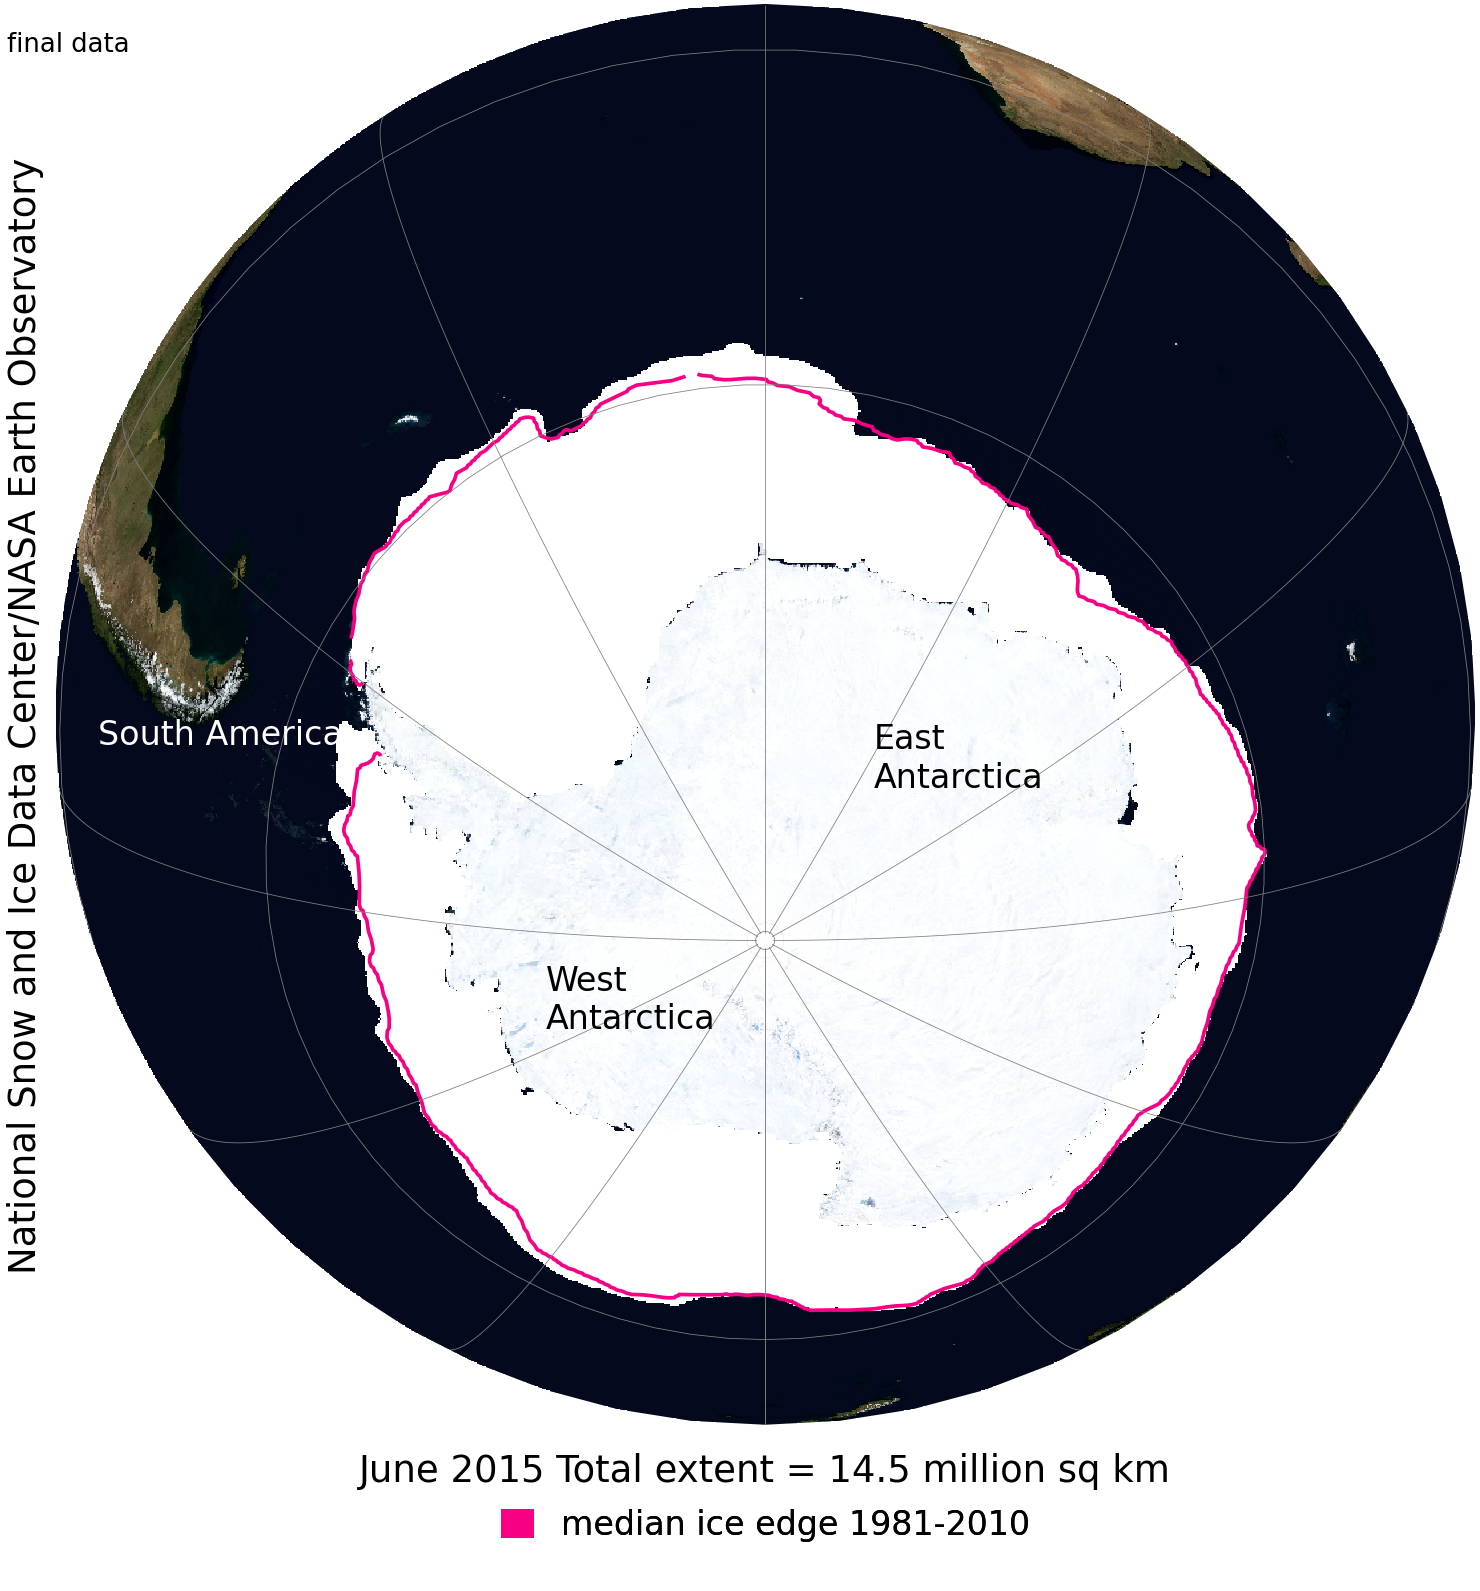 final data
National Snow and Ice Data Center/NASA Earth Observatory
South America
East
Antarctica
West
Antarctica
June 2015 Total extent = 14.5 million sq km
median ice edge 1981-2010